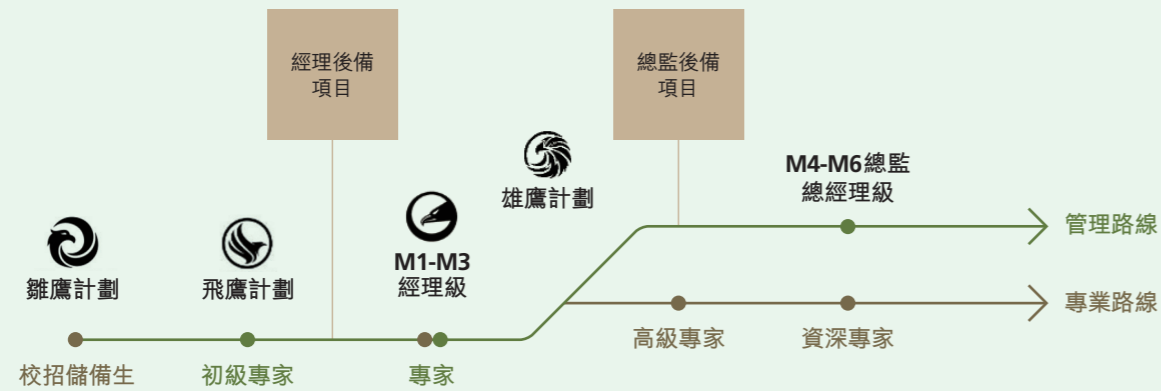 經理後備
項目
總監後備
項目
雄鷹計劃
M4-M6總監
總經理級
管理路線
雛鷹計劃
飛鷹計劃
M1-M3
經理級
專業路線
高級專家
資深專家
校招儲備生
初級專家
專家